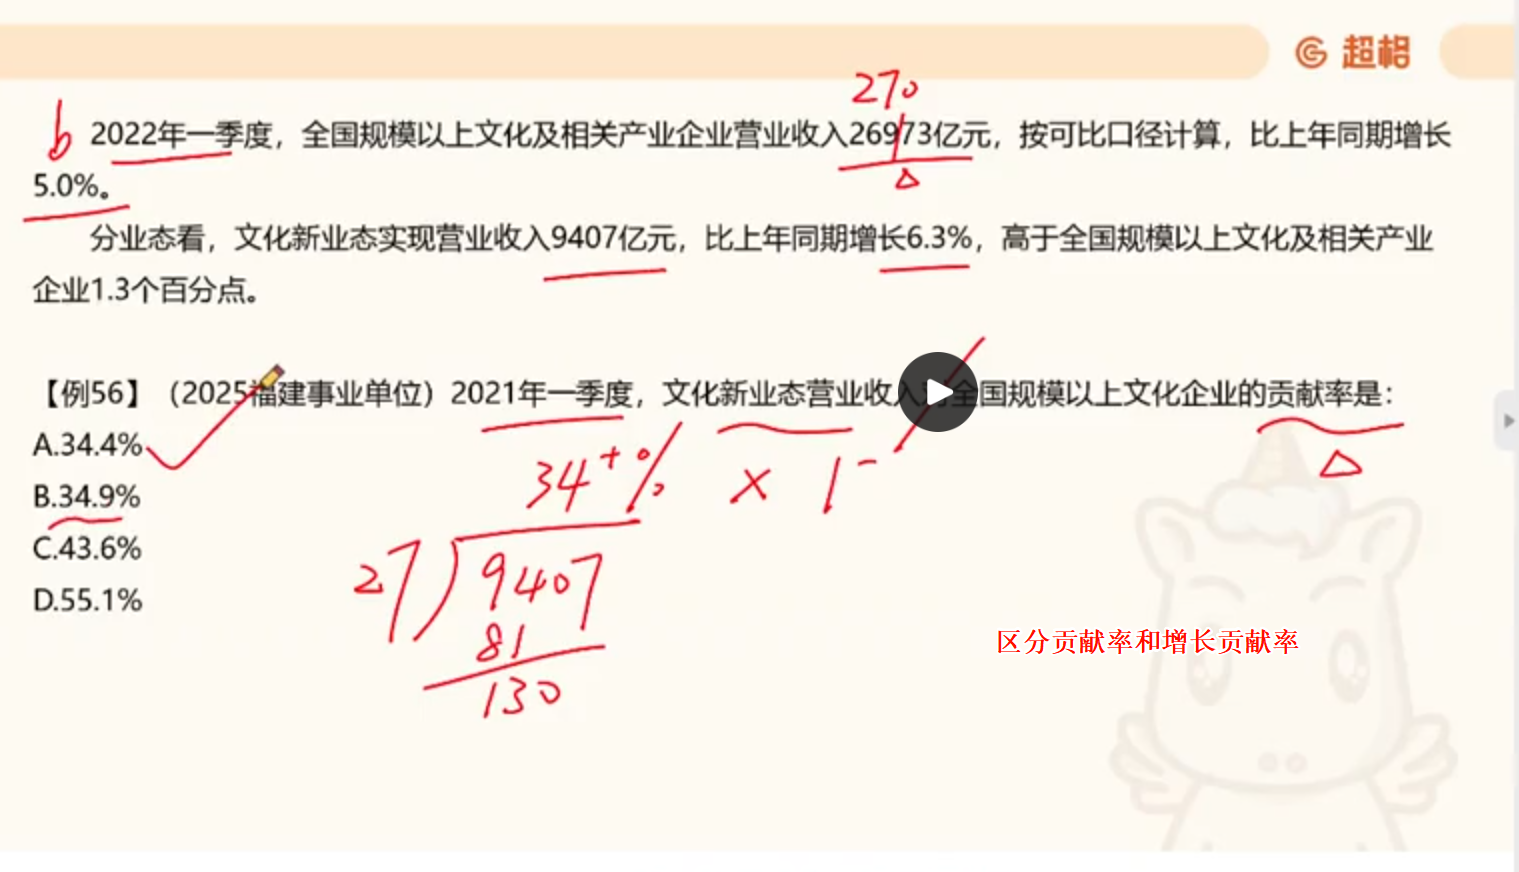 超格
270
b 2022年一季度，全国规模以上文化及相关产业企业营业收入26973亿元，按可比口径计算，比上年同期增长
5.0%。
分业态看，文化新业态实现营业收入9407亿元，比上年同期增长6.3%，高于全国规模以上文化及相关产业
企业1.3个百分点。
【例56】（2025福建事业单位）2021年一季度，文化新业态营业收入对全国规模以上文化企业的贡献率是：
A.34.4%
B.34.9%
C.43.6%
D.55.1%
34⁺% × 1⁻
27 9407
81
130
区分贡献率和增长贡献率